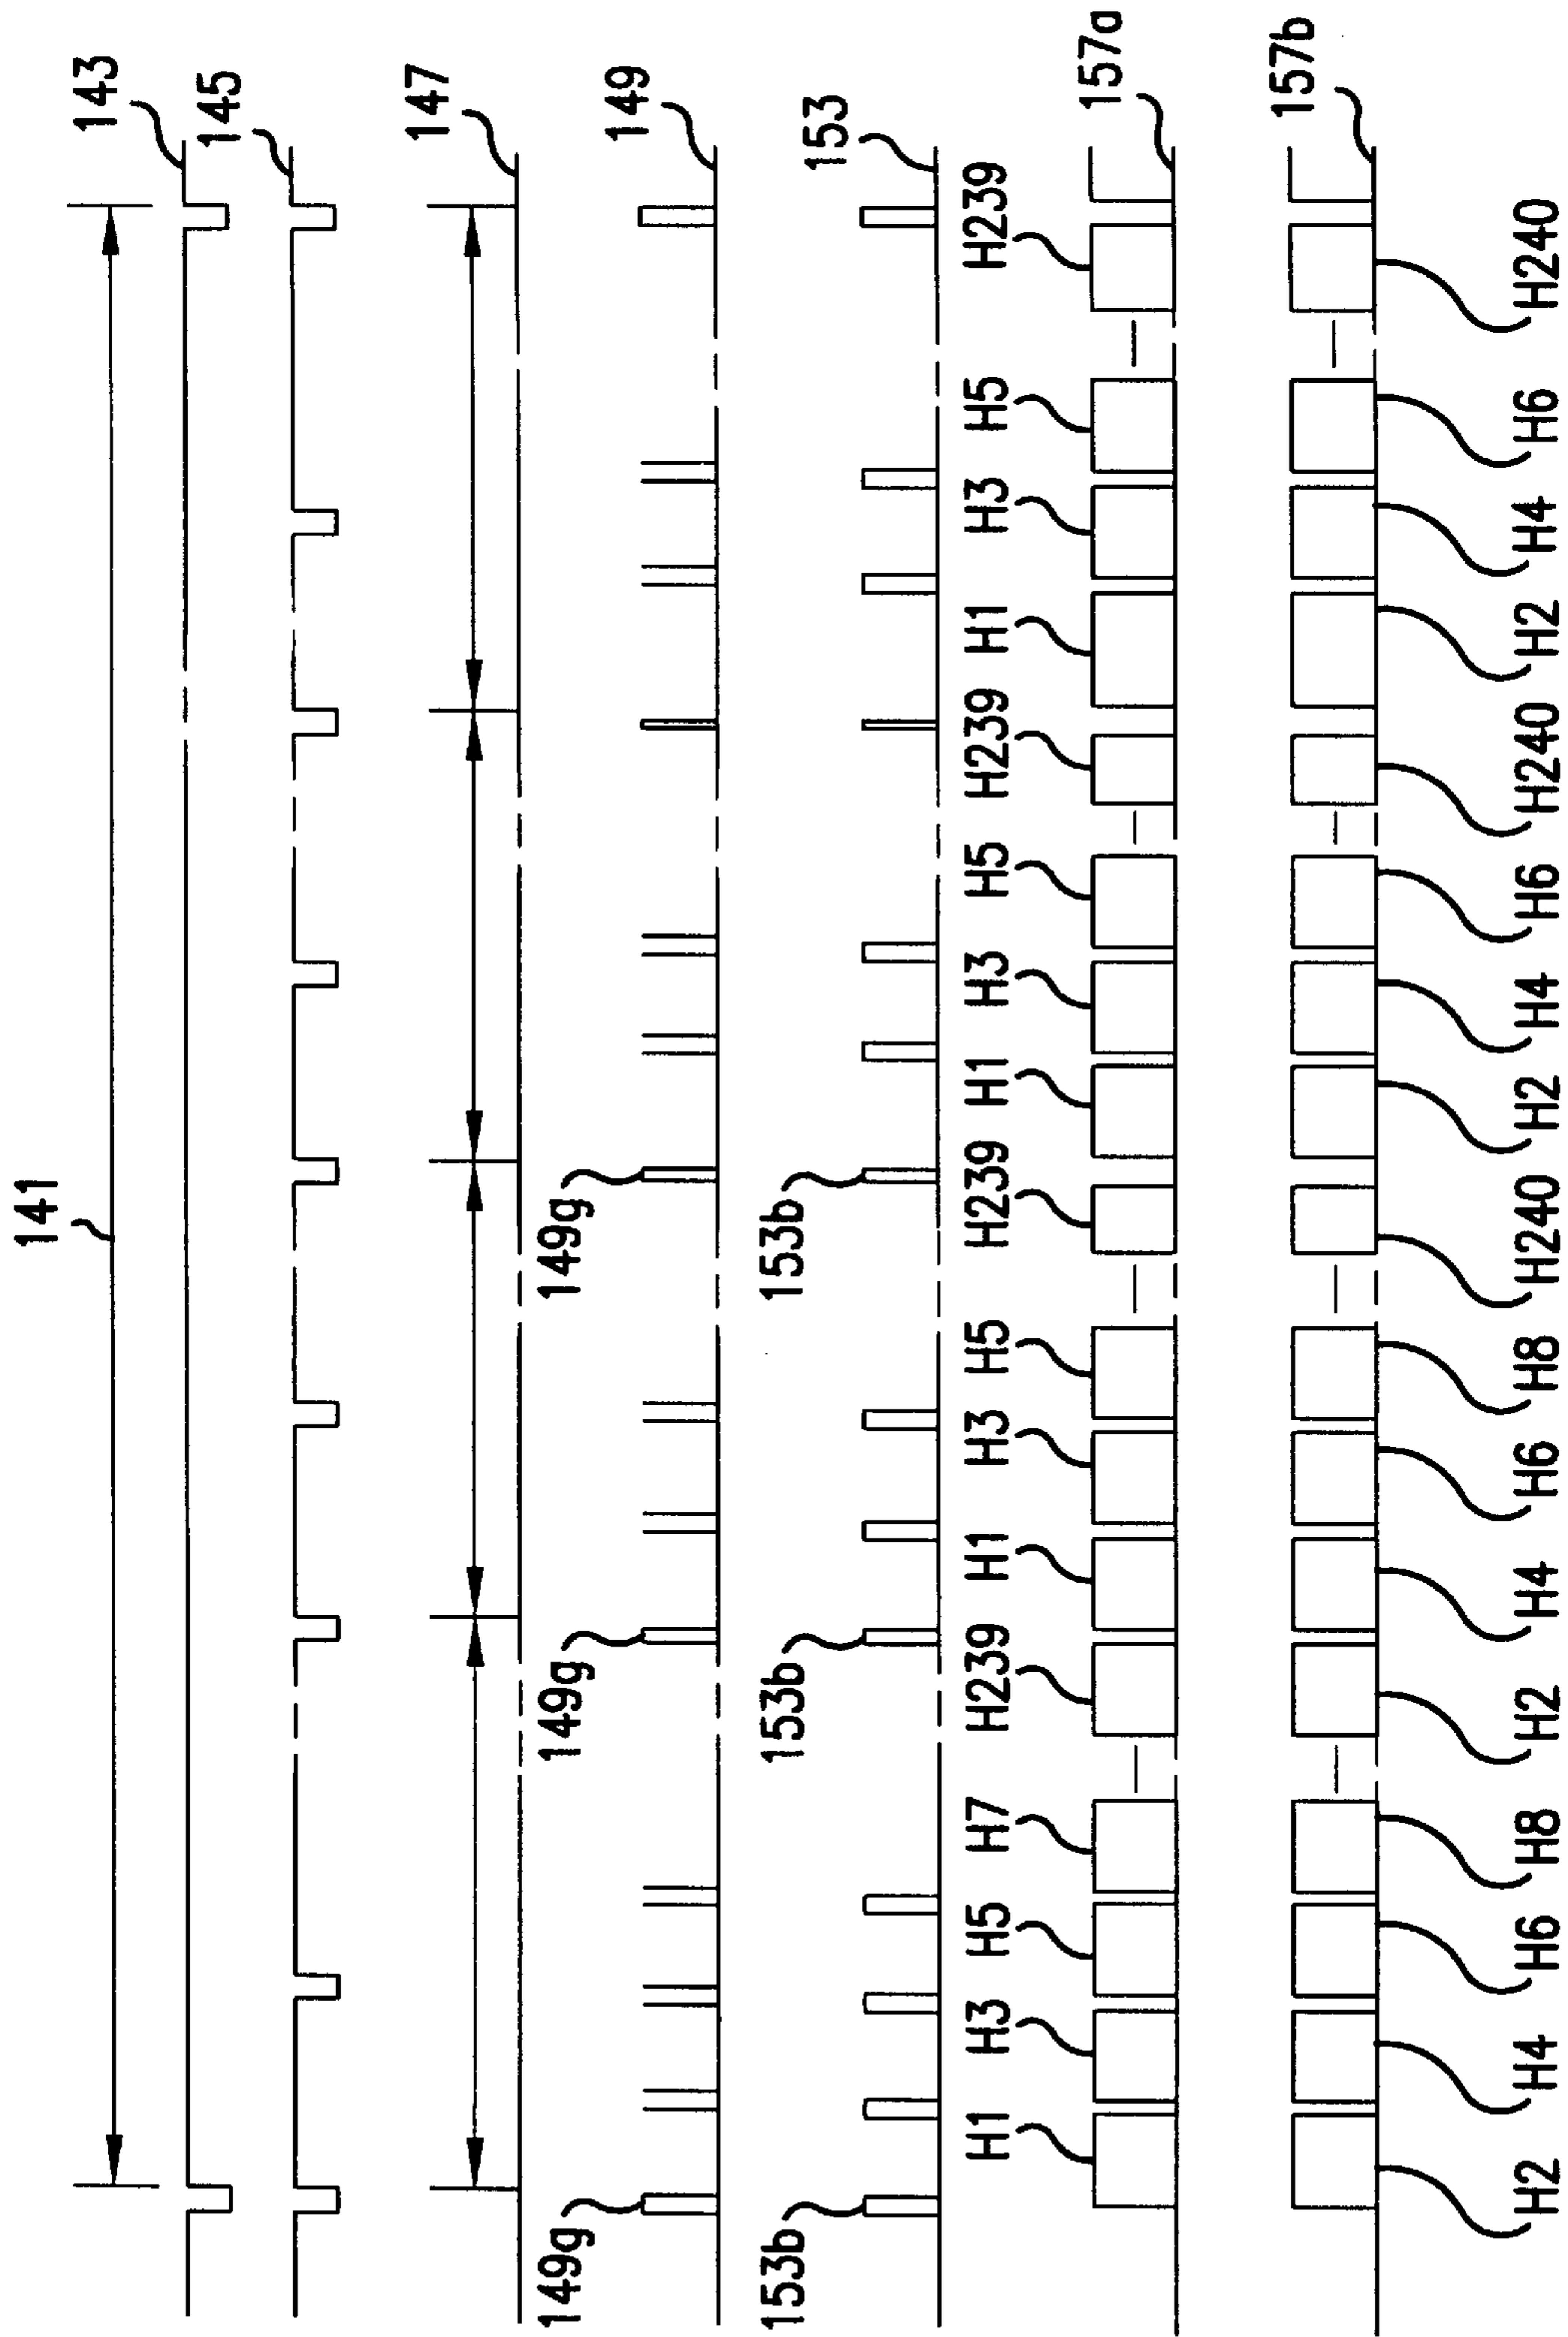 141
143
145
147
149g 149g 149g
149
153b 153b 153b
153
H1 H3 H5 H7 H239 H1 H3 H5 H239 H1 H3 H5 H239 H1 H3 H5 H239
157a
157b
H2 H4 H6 H8 H2 H4 H6 H8 H240 H2 H4 H6 H240 H2 H4 H6 H240